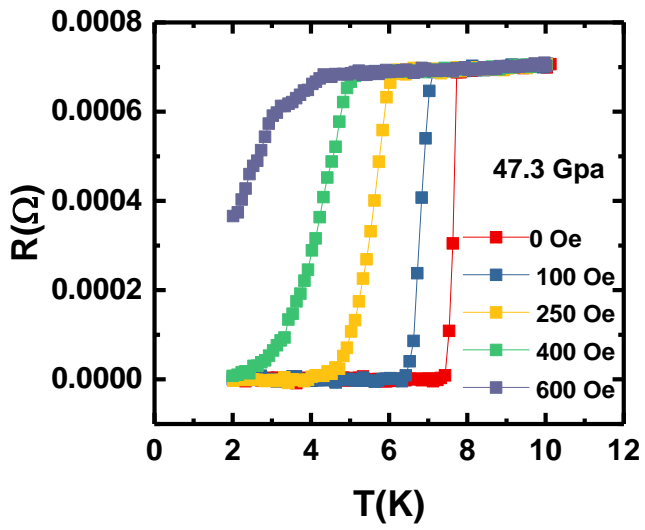 0.0008
0.0006
0.0004
0.0002
0.0000
R(Ω)
47.3 Gpa
0 Oe
100 Oe
250 Oe
400 Oe
600 Oe
0 2 4 6 8 10 12
T(K)